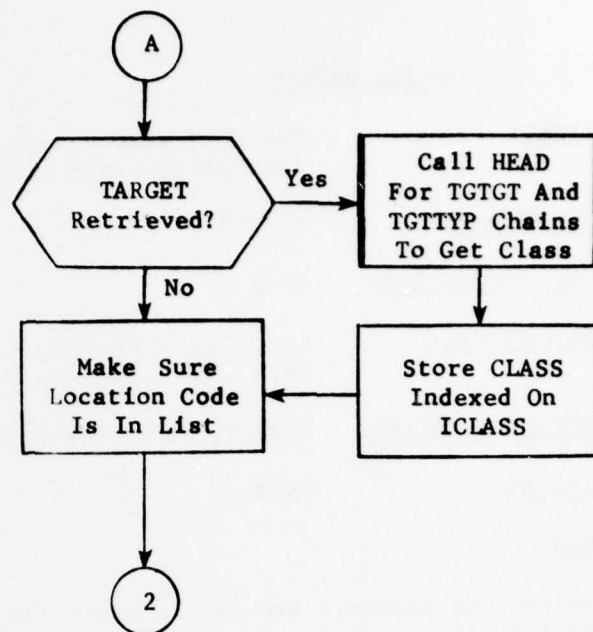 A
TARGET
Retrieved?
Yes
Call HEAD
For TGTGT And
TGTTYP Chains
To Get Class
No
Make Sure
Location Code
Is In List
Store CLASS
Indexed On
ICLASS
2